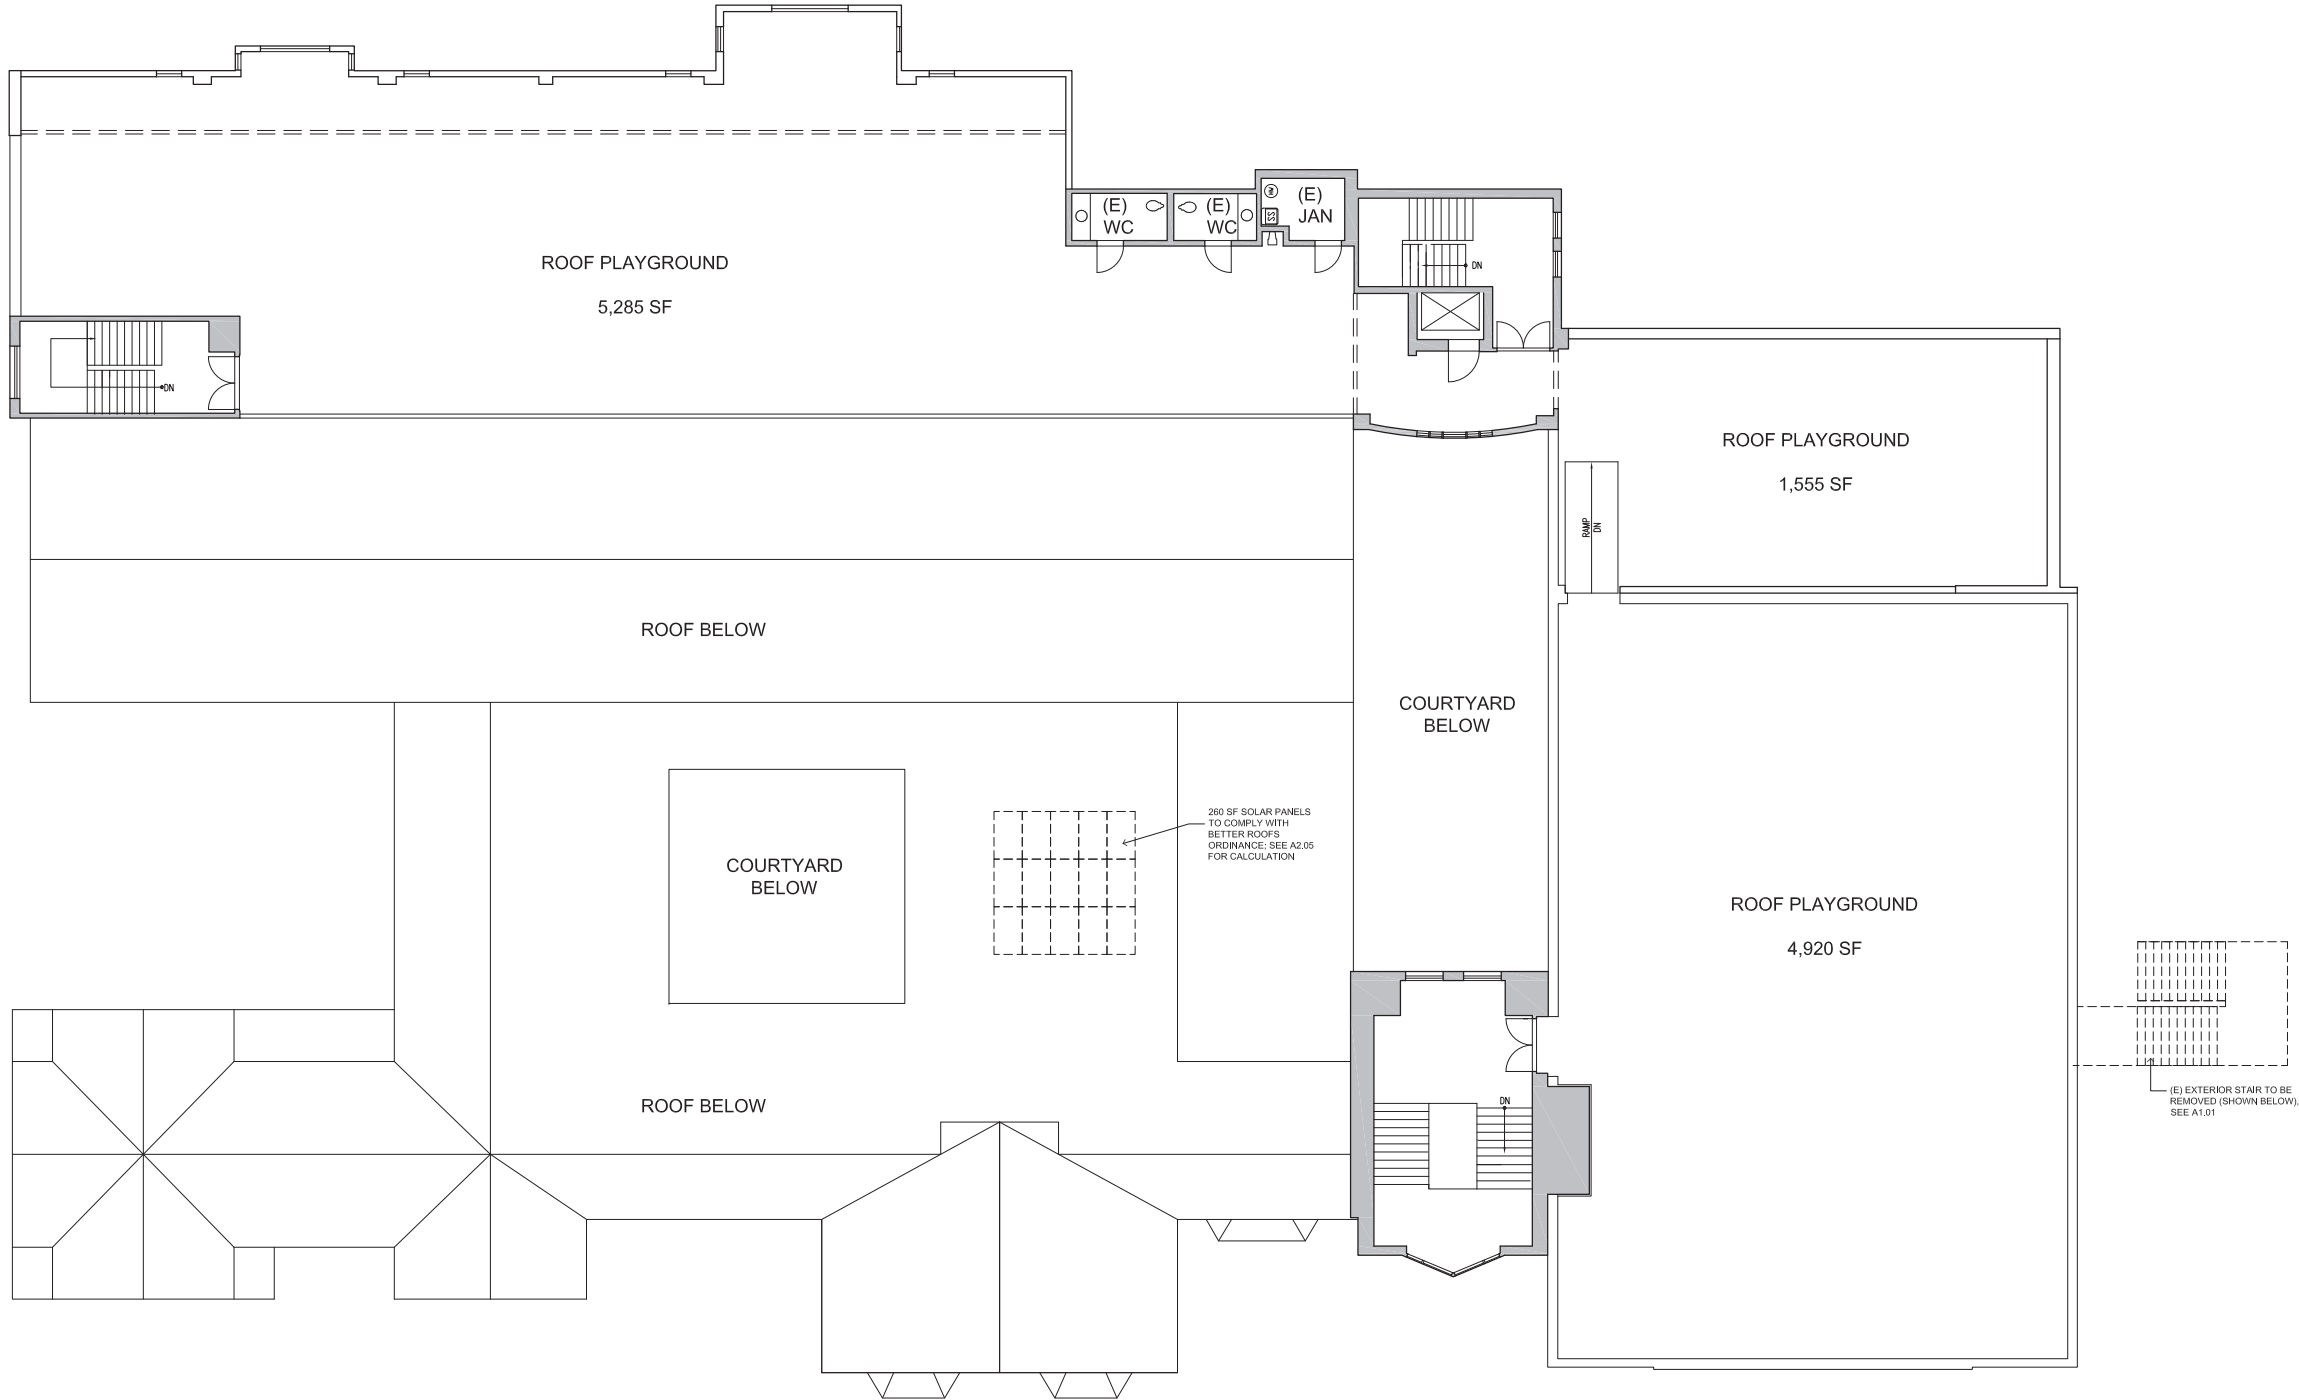 (E)
WC
(E)
WC
(E)
JAN
SS
DN
ROOF PLAYGROUND
5,285 SF
DN
ROOF PLAYGROUND
1,555 SF
RAMP
DN
ROOF BELOW
COURTYARD
BELOW
260 SF SOLAR PANELS
TO COMPLY WITH
BETTER ROOFS
ORDINANCE; SEE A2.05
FOR CALCULATION
COURTYARD
BELOW
ROOF PLAYGROUND
4,920 SF
(E) EXTERIOR STAIR TO BE
REMOVED (SHOWN BELOW),
SEE A1.01
DN
ROOF BELOW